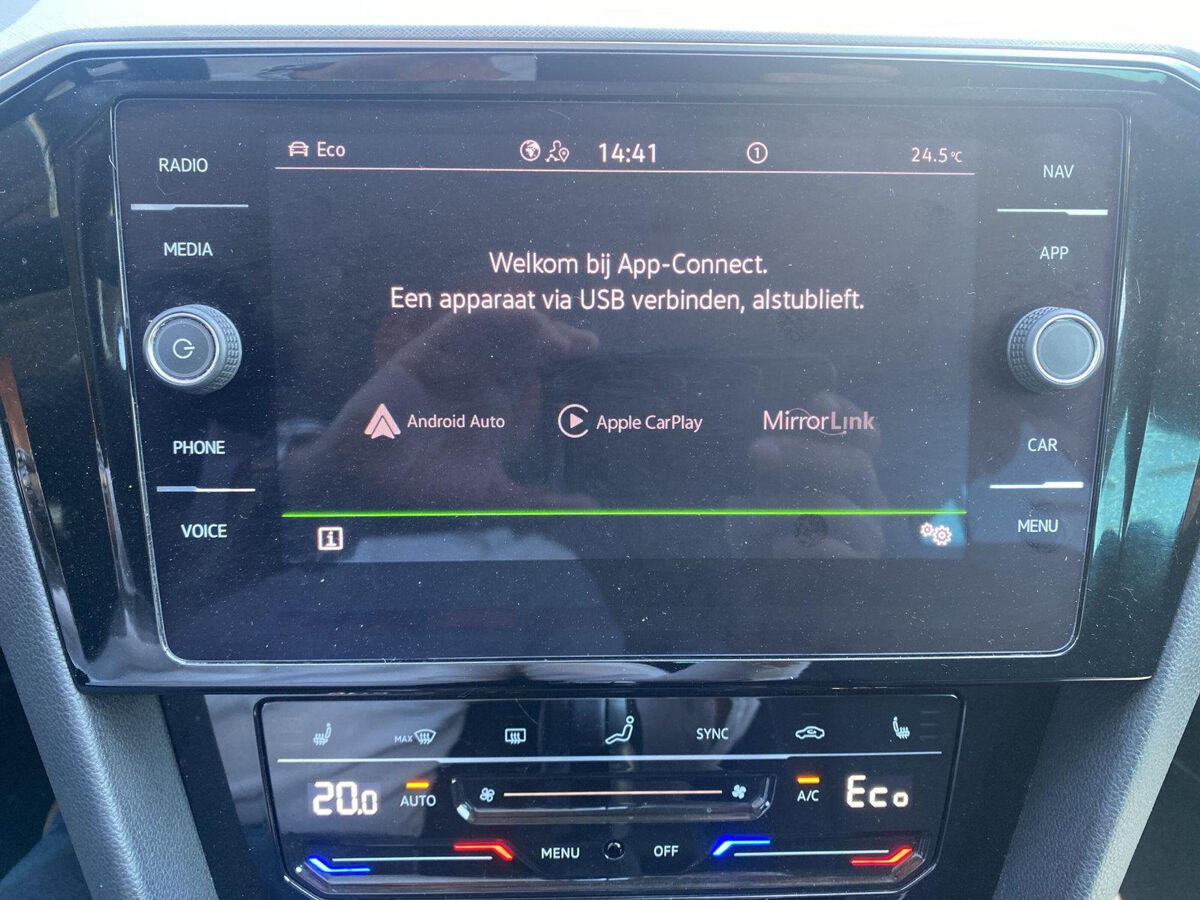 Eco 14:41 1 24.5°C
RADIO
NAV
MEDIA
APP
Welkom bij App-Connect.
Een apparaat via USB verbinden, alstublieft.
Android Auto Apple CarPlay MirrorLink
PHONE
CAR
VOICE
MENU
i
MAX SYNC
20.0 AUTO A/C Eco
MENU OFF